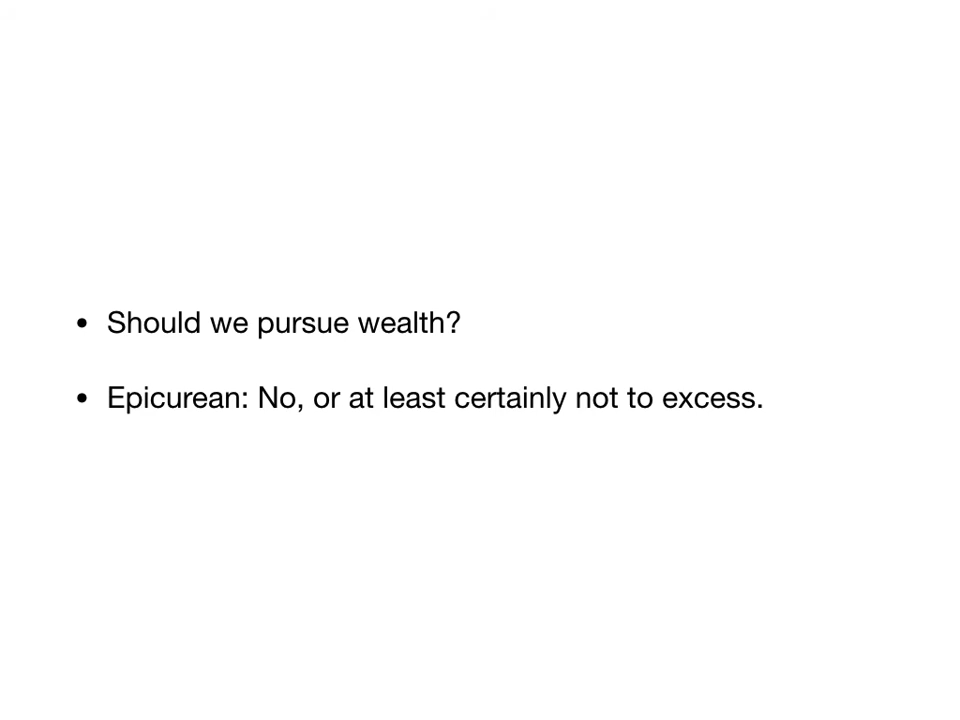 • Should we pursue wealth?
• Epicurean: No, or at least certainly not to excess.